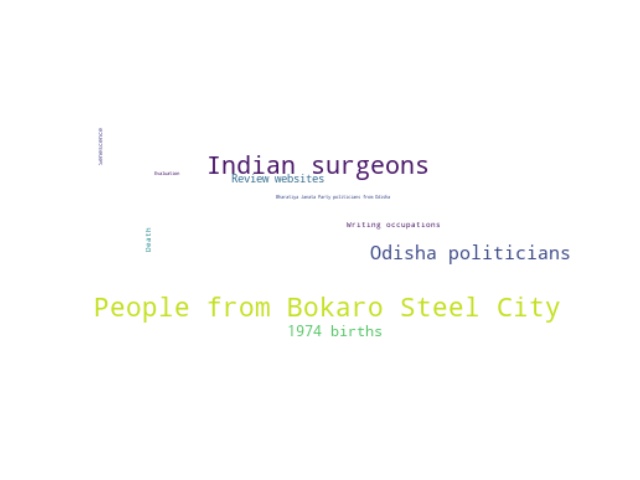 senescence
Indian surgeons
Evaluation
Review websites
Bharatiya Janata Party politicians from Odisha
Writing occupations
Death
Odisha politicians
People from Bokaro Steel City
1974 births